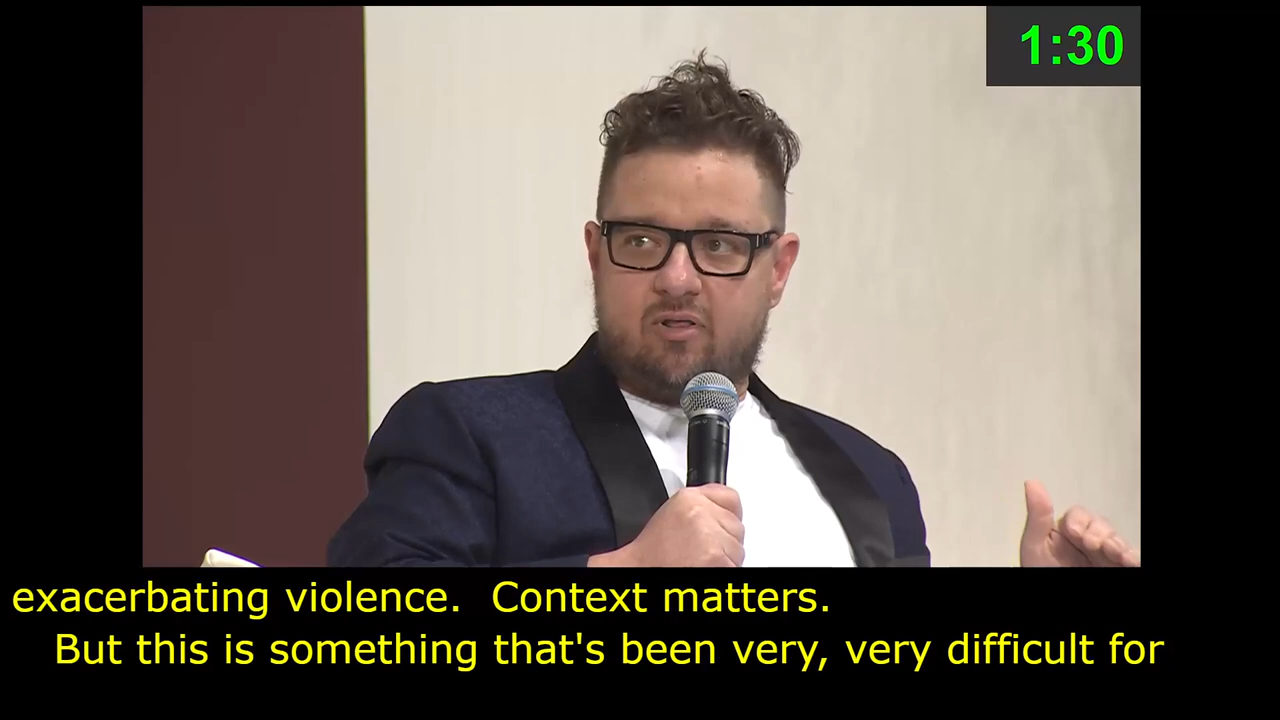 1:30
exacerbating violence.  Context matters.
But this is something that's been very, very difficult for